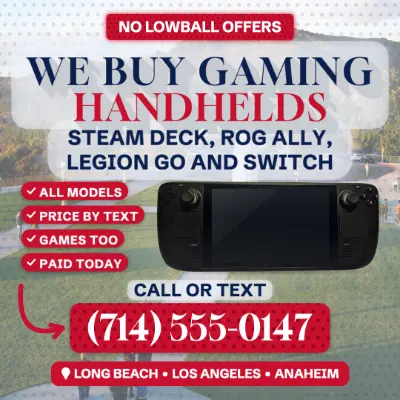 NO LOWBALL OFFERS
WE BUY GAMING
HANDHELDS
STEAM DECK, ROG ALLY,
LEGION GO AND SWITCH
ALL MODELS
PRICE BY TEXT
GAMES TOO
PAID TODAY
CALL OR TEXT
(714) 555-0147
LONG BEACH • LOS ANGELES • ANAHEIM